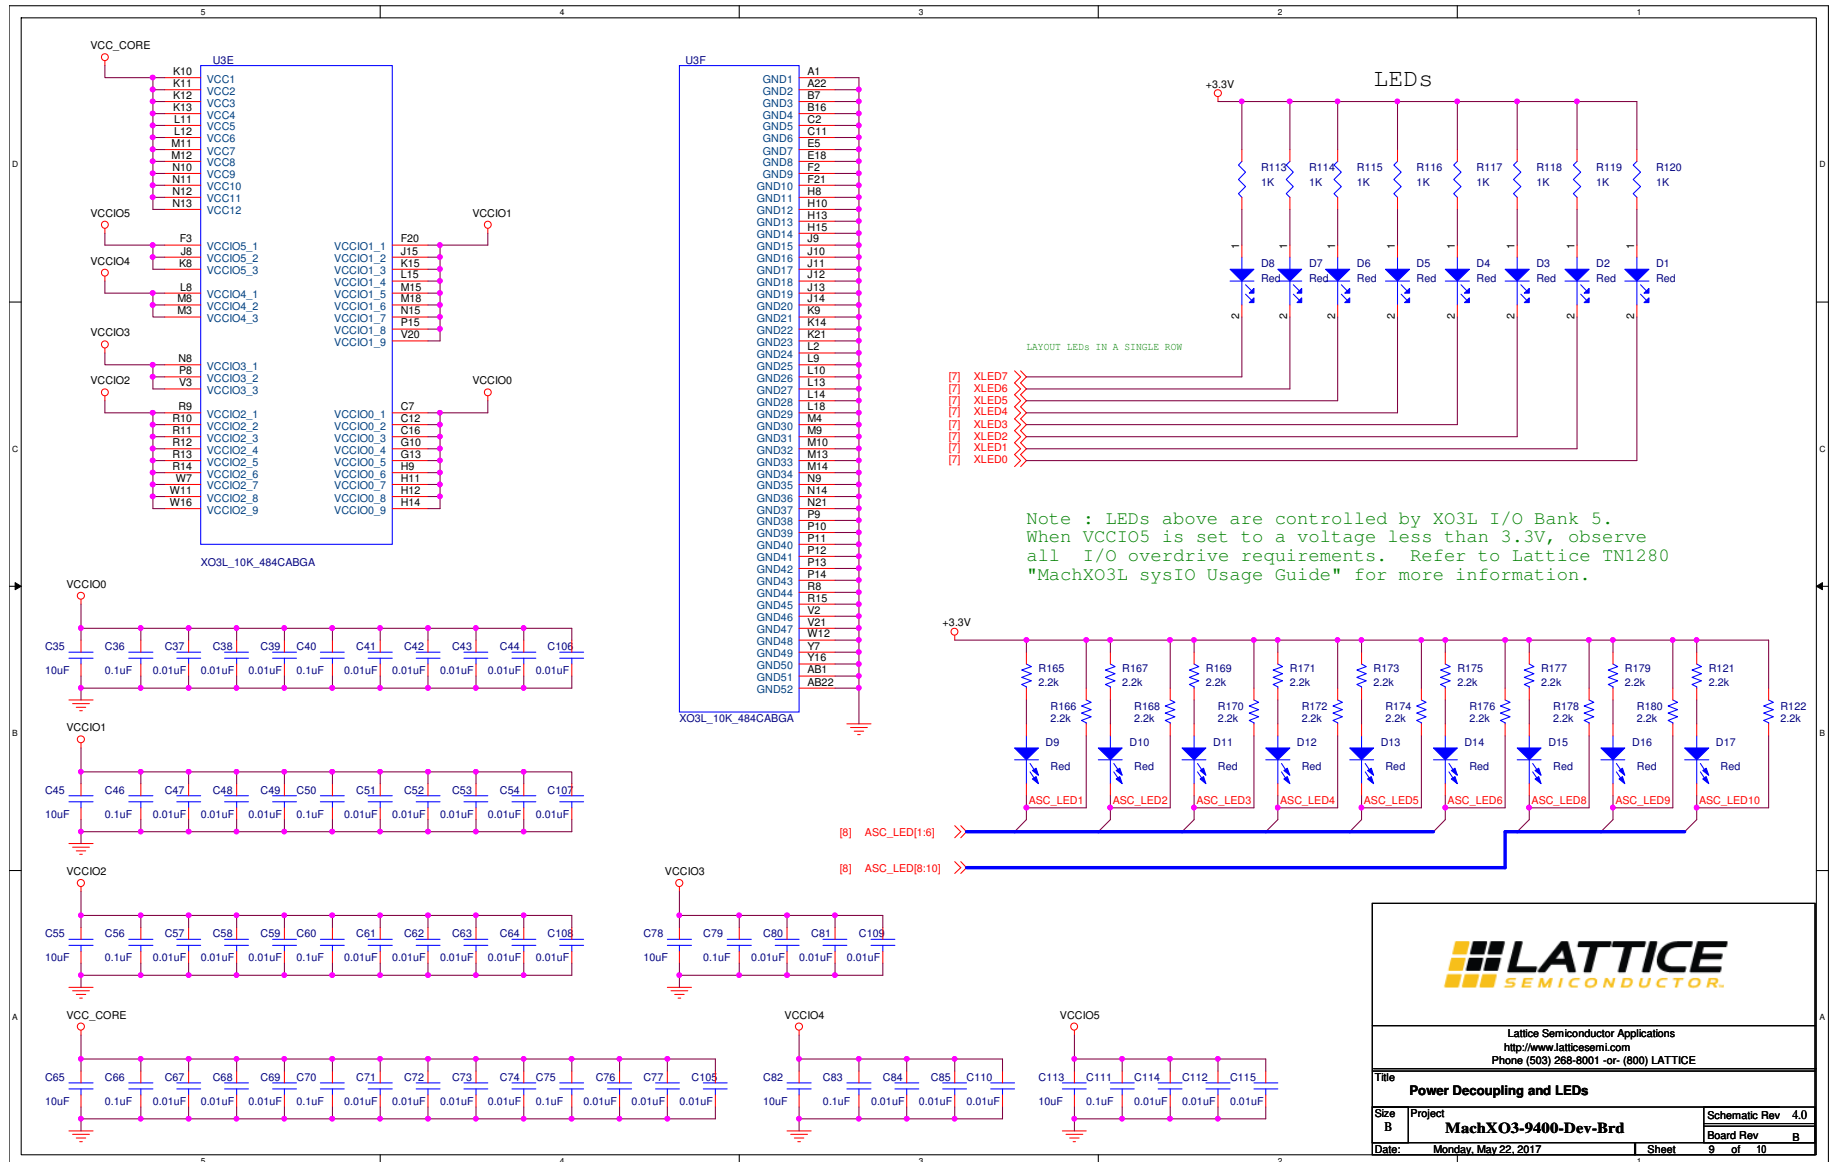 5 4 3 2 1
D
C
B
A
VCC_CORE
U3E
K10 VCC1
K11 VCC2
K12 VCC3
K13 VCC4
L11 VCC5
L12 VCC6
M11 VCC7
M12 VCC8
N10 VCC9
N11 VCC10
N12 VCC11
N13 VCC12
VCCIO5
F3 VCCIO5_1
J8 VCCIO5_2
K8 VCCIO5_3
VCCIO4
L8 VCCIO4_1
M8 VCCIO4_2
M3 VCCIO4_3
VCCIO3
N8 VCCIO3_1
P8 VCCIO3_2
V3 VCCIO3_3
VCCIO2
R9 VCCIO2_1
R10 VCCIO2_2
R11 VCCIO2_3
R12 VCCIO2_4
R13 VCCIO2_5
R14 VCCIO2_6
W7 VCCIO2_7
W11 VCCIO2_8
W16 VCCIO2_9
VCCIO1
VCCIO1_1 F20
VCCIO1_2 J15
VCCIO1_3 K15
VCCIO1_4 L15
VCCIO1_5 M15
VCCIO1_6 M18
VCCIO1_7 N15
VCCIO1_8 P15
VCCIO1_9 V20
VCCIO0
VCCIO0_1 C7
VCCIO0_2 C12
VCCIO0_3 C16
VCCIO0_4 G10
VCCIO0_5 G13
VCCIO0_6 H9
VCCIO0_7 H11
VCCIO0_8 H12
VCCIO0_9 H14
XO3L_10K_484CABGA
U3F
GND1 A1
GND2 A22
GND3 B7
GND4 B16
GND5 C2
GND6 C11
GND7 E5
GND8 E18
GND9 F2
GND10 F21
GND11 H8
GND12 H10
GND13 H13
GND14 H15
GND15 J9
GND16 J10
GND17 J11
GND18 J12
GND19 J13
GND20 J14
GND21 K9
GND22 K14
GND23 K21
GND24 L2
GND25 L9
GND26 L10
GND27 L13
GND28 L14
GND29 L18
GND30 M4
GND31 M9
GND32 M10
GND33 M13
GND34 M14
GND35 N9
GND36 N14
GND37 N21
GND38 P9
GND39 P10
GND40 P11
GND41 P12
GND42 P13
GND43 P14
GND44 R8
GND45 R15
GND46 V2
GND47 V21
GND48 W12
GND49 Y7
GND50 Y16
GND51 AB1
GND52 AB22
XO3L_10K_484CABGA
LEDs
+3.3V
R113 R114 R115 R116 R117 R118 R119 R120
1K 1K 1K 1K 1K 1K 1K 1K
1 1 1 1 1 1 1 1
D8 D7 D6 D5 D4 D3 D2 D1
Red Red Red Red Red Red Red Red
2 2 2 2 2 2 2 2
LAYOUT LEDs IN A SINGLE ROW
[7] XLED7
[7] XLED6
[7] XLED5
[7] XLED4
[7] XLED3
[7] XLED2
[7] XLED1
[7] XLED0
Note : LEDs above are controlled by XO3L I/O Bank 5.
When VCCIO5 is set to a voltage less than 3.3V, observe
all I/O overdrive requirements. Refer to Lattice TN1280
"MachXO3L sysIO Usage Guide" for more information.
+3.3V
R165 R167 R169 R171 R173 R175 R177 R179 R121
2.2k 2.2k 2.2k 2.2k 2.2k 2.2k 2.2k 2.2k 2.2k
R166 R168 R170 R172 R174 R176 R178 R180 R122
2.2k 2.2k 2.2k 2.2k 2.2k 2.2k 2.2k 2.2k 2.2k
D9 D10 D11 D12 D13 D14 D15 D16 D17
Red Red Red Red Red Red Red Red Red
ASC_LED1 ASC_LED2 ASC_LED3 ASC_LED4 ASC_LED5 ASC_LED6 ASC_LED8 ASC_LED9 ASC_LED10
[8] ASC_LED[1:6]
[8] ASC_LED[8:10]
VCCIO0
C35 C36 C37 C38 C39 C40 C41 C42 C43 C44 C106
10uF 0.1uF 0.01uF 0.01uF 0.01uF 0.1uF 0.01uF 0.01uF 0.01uF 0.01uF 0.01uF
VCCIO1
C45 C46 C47 C48 C49 C50 C51 C52 C53 C54 C107
10uF 0.1uF 0.01uF 0.01uF 0.01uF 0.1uF 0.01uF 0.01uF 0.01uF 0.01uF 0.01uF
VCCIO2
C55 C56 C57 C58 C59 C60 C61 C62 C63 C64 C108
10uF 0.1uF 0.01uF 0.01uF 0.01uF 0.1uF 0.01uF 0.01uF 0.01uF 0.01uF 0.01uF
VCCIO3
C78 C79 C80 C81 C109
10uF 0.1uF 0.01uF 0.01uF 0.01uF
VCC_CORE
C65 C66 C67 C68 C69 C70 C71 C72 C73 C74 C75 C76 C77 C105
10uF 0.1uF 0.01uF 0.01uF 0.01uF 0.1uF 0.01uF 0.01uF 0.01uF 0.01uF 0.1uF 0.01uF 0.01uF 0.01uF
VCCIO4
C82 C83 C84 C85 C110
10uF 0.1uF 0.01uF 0.01uF 0.01uF
VCCIO5
C113 C111 C114 C112 C115
10uF 0.1uF 0.01uF 0.01uF 0.01uF
LATTICE
SEMICONDUCTOR.
Lattice Semiconductor Applications
http://www.latticesemi.com
Phone (503) 268-8001 -or- (800) LATTICE
Title
Power Decoupling and LEDs
Size Project Schematic Rev 4.0
B MachXO3-9400-Dev-Brd Board Rev B
Date: Monday, May 22, 2017 Sheet 9 of 10
D
C
B
A
5 4 3 2 1